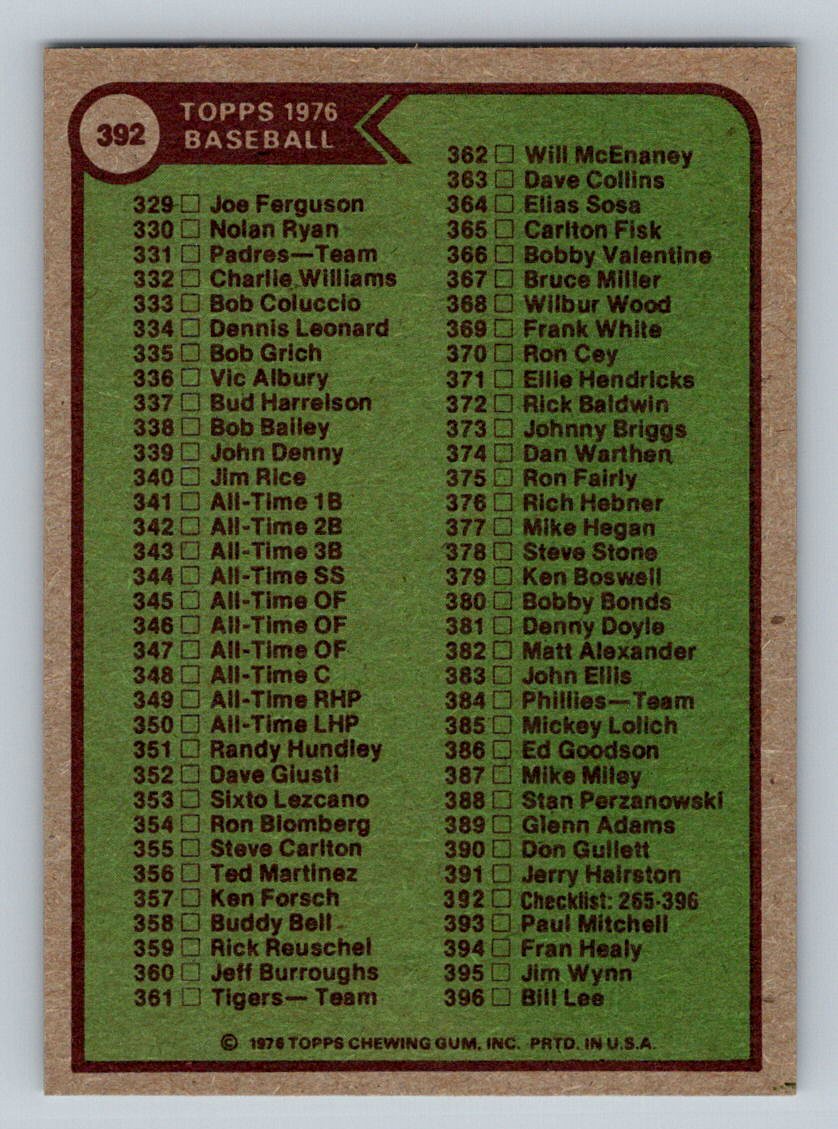 392
TOPPS 1976
BASEBALL
329 □ Joe Ferguson
330 □ Nolan Ryan
331 □ Padres—Team
332 □ Charlie Williams
333 □ Bob Coluccio
334 □ Dennis Leonard
335 □ Bob Grich
336 □ Vic Albury
337 □ Bud Harrelson
338 □ Bob Bailey
339 □ John Denny
340 □ Jim Rice
341 □ All-Time 1B
342 □ All-Time 2B
343 □ All-Time 3B
344 □ All-Time SS
345 □ All-Time OF
346 □ All-Time OF
347 □ All-Time OF
348 □ All-Time C
349 □ All-Time RHP
350 □ All-Time LHP
351 □ Randy Hundley
352 □ Dave Giusti
353 □ Sixto Lezcano
354 □ Ron Blomberg
355 □ Steve Carlton
356 □ Ted Martinez
357 □ Ken Forsch
358 □ Buddy Bell
359 □ Rick Reuschel
360 □ Jeff Burroughs
361 □ Tigers— Team
362 □ Will McEnaney
363 □ Dave Collins
364 □ Elias Sosa
365 □ Carlton Fisk
366 □ Bobby Valentine
367 □ Bruce Miller
368 □ Wilbur Wood
369 □ Frank White
370 □ Ron Cey
371 □ Ellie Hendricks
372 □ Rick Baldwin
373 □ Johnny Briggs
374 □ Dan Warthen
375 □ Ron Fairly
376 □ Rich Hebner
377 □ Mike Hegan
378 □ Steve Stone
379 □ Ken Boswell
380 □ Bobby Bonds
381 □ Denny Doyle
382 □ Matt Alexander
383 □ John Ellis
384 □ Phillies—Team
385 □ Mickey Lolich
386 □ Ed Goodson
387 □ Mike Miley
388 □ Stan Perzanowski
389 □ Glenn Adams
390 □ Don Gullett
391 □ Jerry Hairston
392 □ Checklist: 265-396
393 □ Paul Mitchell
394 □ Fran Healy
395 □ Jim Wynn
396 □ Bill Lee
© 1976 TOPPS CHEWING GUM, INC. PRTD. IN U.S.A.